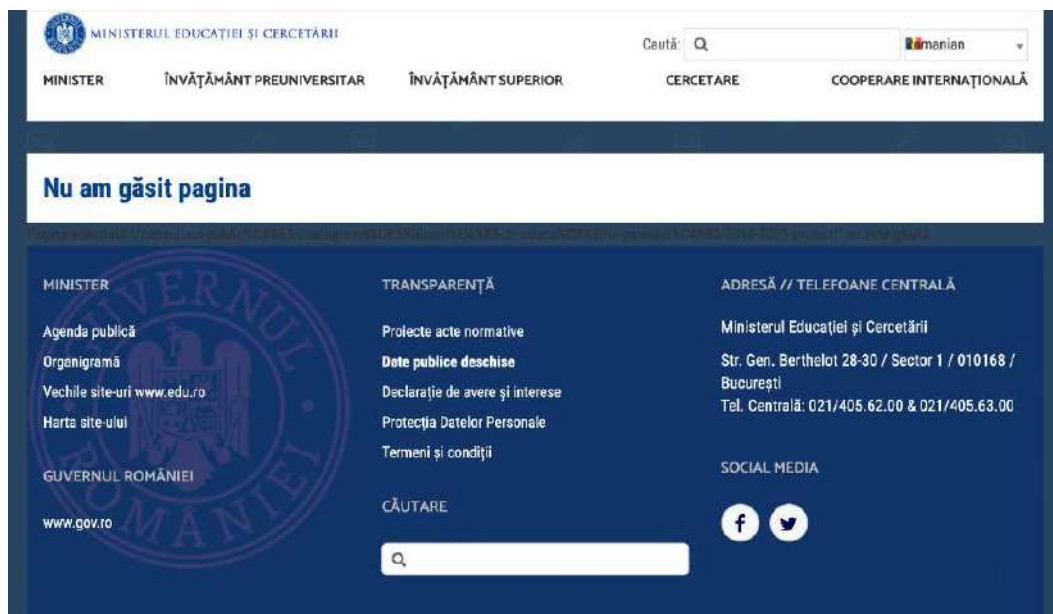 MINISTERUL EDUCAȚIEI ȘI CERCETĂRII
Caută:
Romanian
MINISTER ÎNVĂȚĂMÂNT PREUNIVERSITAR ÎNVĂȚĂMÂNT SUPERIOR CERCETARE COOPERARE INTERNAȚIONALĂ
Nu am găsit pagina
MINISTER
Agenda publică
Organigramă
Vechile site-uri www.edu.ro
Harta site-ului
GUVERNUL ROMÂNIEI
www.gov.ro
TRANSPARENȚĂ
Proiecte acte normative
Date publice deschise
Declarație de avere și interese
Protecția Datelor Personale
Termeni și condiții
CĂUTARE
ADRESĂ // TELEFOANE CENTRALĂ
Ministerul Educației și Cercetării
Str. Gen. Berthelot 28-30 / Sector 1 / 010168 /
București
Tel. Centrală: 021/405.62.00 & 021/405.63.00
SOCIAL MEDIA
GUVERNUL ROMÂNIEI